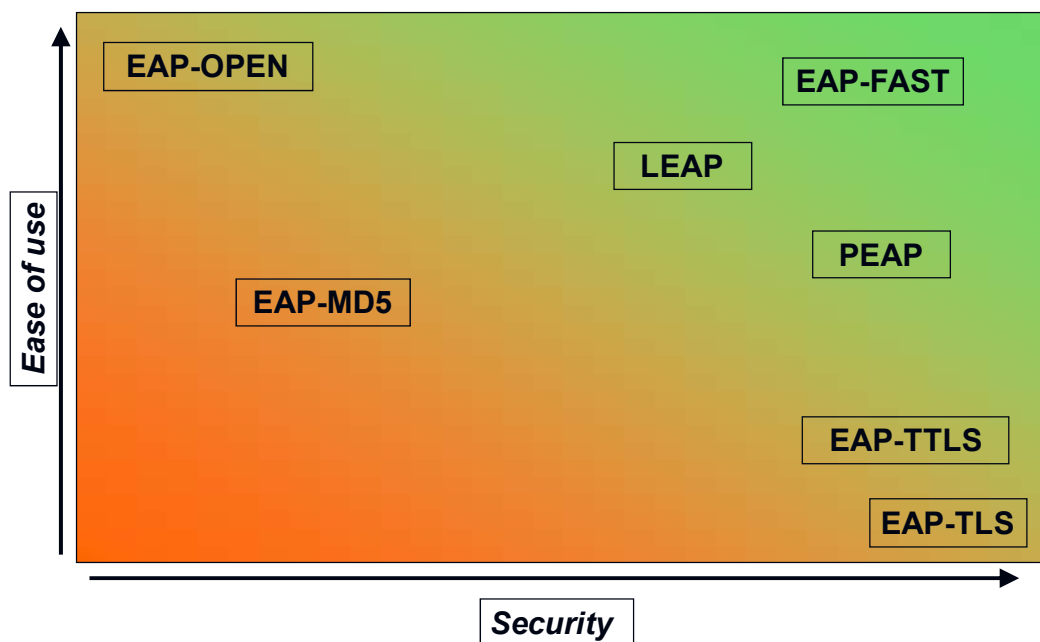 EAP-OPEN
EAP-FAST
LEAP
PEAP
Ease of use
EAP-MD5
EAP-TTLS
EAP-TLS
Security